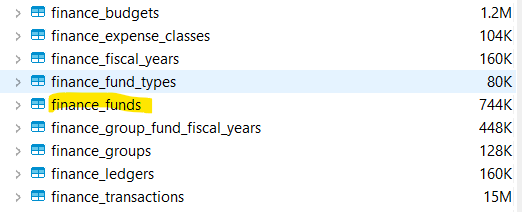 finance_budgets 1.2M
finance_expense_classes 104K
finance_fiscal_years 160K
finance_fund_types 80K
finance_funds 744K
finance_group_fund_fiscal_years 448K
finance_groups 128K
finance_ledgers 160K
finance_transactions 15M